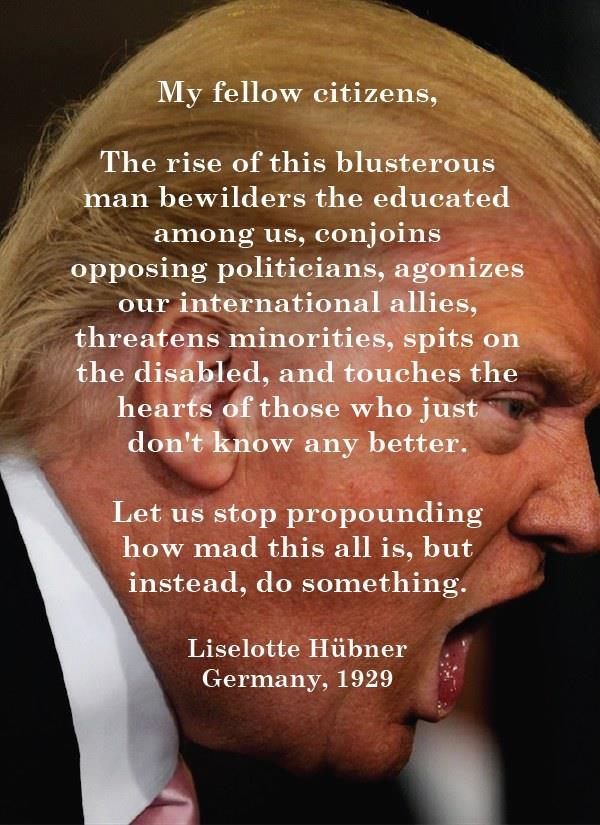 My fellow citizens,
The rise of this blusterous
man bewilders the educated
among us, conjoins
opposing politicians, agonizes
our international allies,
threatens minorities, spits on
the disabled, and touches the
hearts of those who just
don't know any better.
Let us stop propounding
how mad this all is, but
instead, do something.
Liselotte Hübner
Germany, 1929